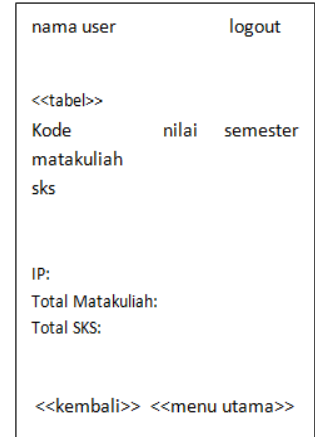 nama user logout
<<tabel>>
Kode nilai semester
matakuliah
sks
IP:
Total Matakuliah:
Total SKS:
<<kembali>> <<menu utama>>